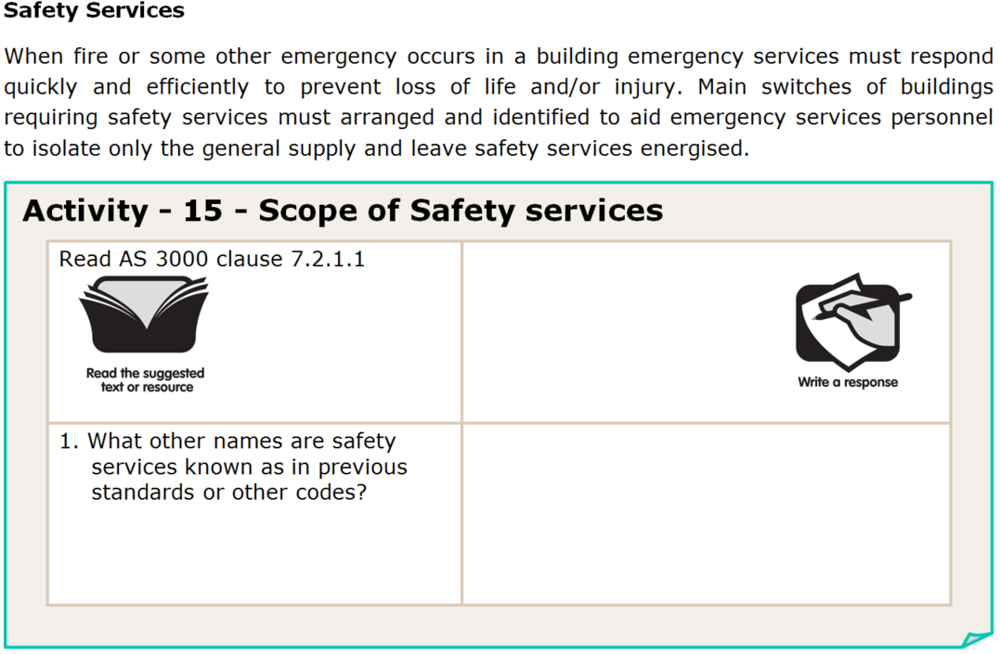 Safety Services
When fire or some other emergency occurs in a building emergency services must respond
quickly and efficiently to prevent loss of life and/or injury. Main switches of buildings
requiring safety services must arranged and identified to aid emergency services personnel
to isolate only the general supply and leave safety services energised.
Activity - 15 - Scope of Safety services
Read AS 3000 clause 7.2.1.1
Read the suggested
text or resource
Write a response
1. What other names are safety
services known as in previous
standards or other codes?